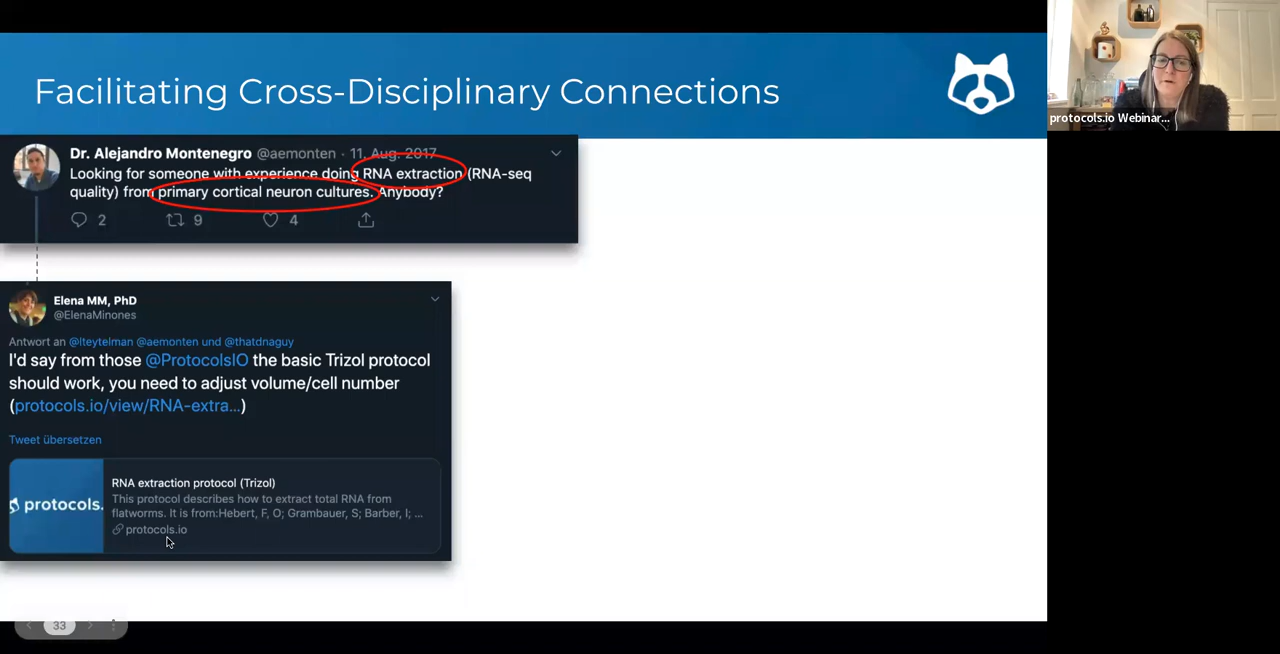 Facilitating Cross-Disciplinary Connections
Dr. Alejandro Montenegro @aemonten · 11. Aug. 2017
Looking for someone with experience doing RNA extraction (RNA-seq
quality) from primary cortical neuron cultures. Anybody?
2 9 4
Elena MM, PhD
@ElenaMinones
Antwort an @lteytelman @aemonten und @thatdnaguy
I'd say from those @ProtocolsIO the basic Trizol protocol
should work, you need to adjust volume/cell number
(protocols.io/view/RNA-extra...)
Tweet übersetzen
protocols.
RNA extraction protocol (Trizol)
This protocol describes how to extract total RNA from
flatworms. It is from:Hebert, F, O; Grambauer, S; Barber, I; ...
protocols.io
33
protocols.io Webinar...